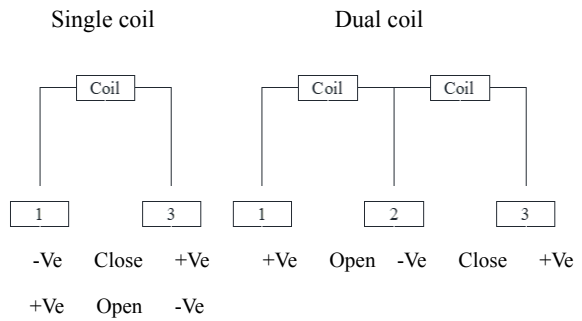 Single coil Dual coil
Coil Coil Coil
1 3 1 2 3
-Ve Close +Ve +Ve Open -Ve Close +Ve
+Ve Open -Ve